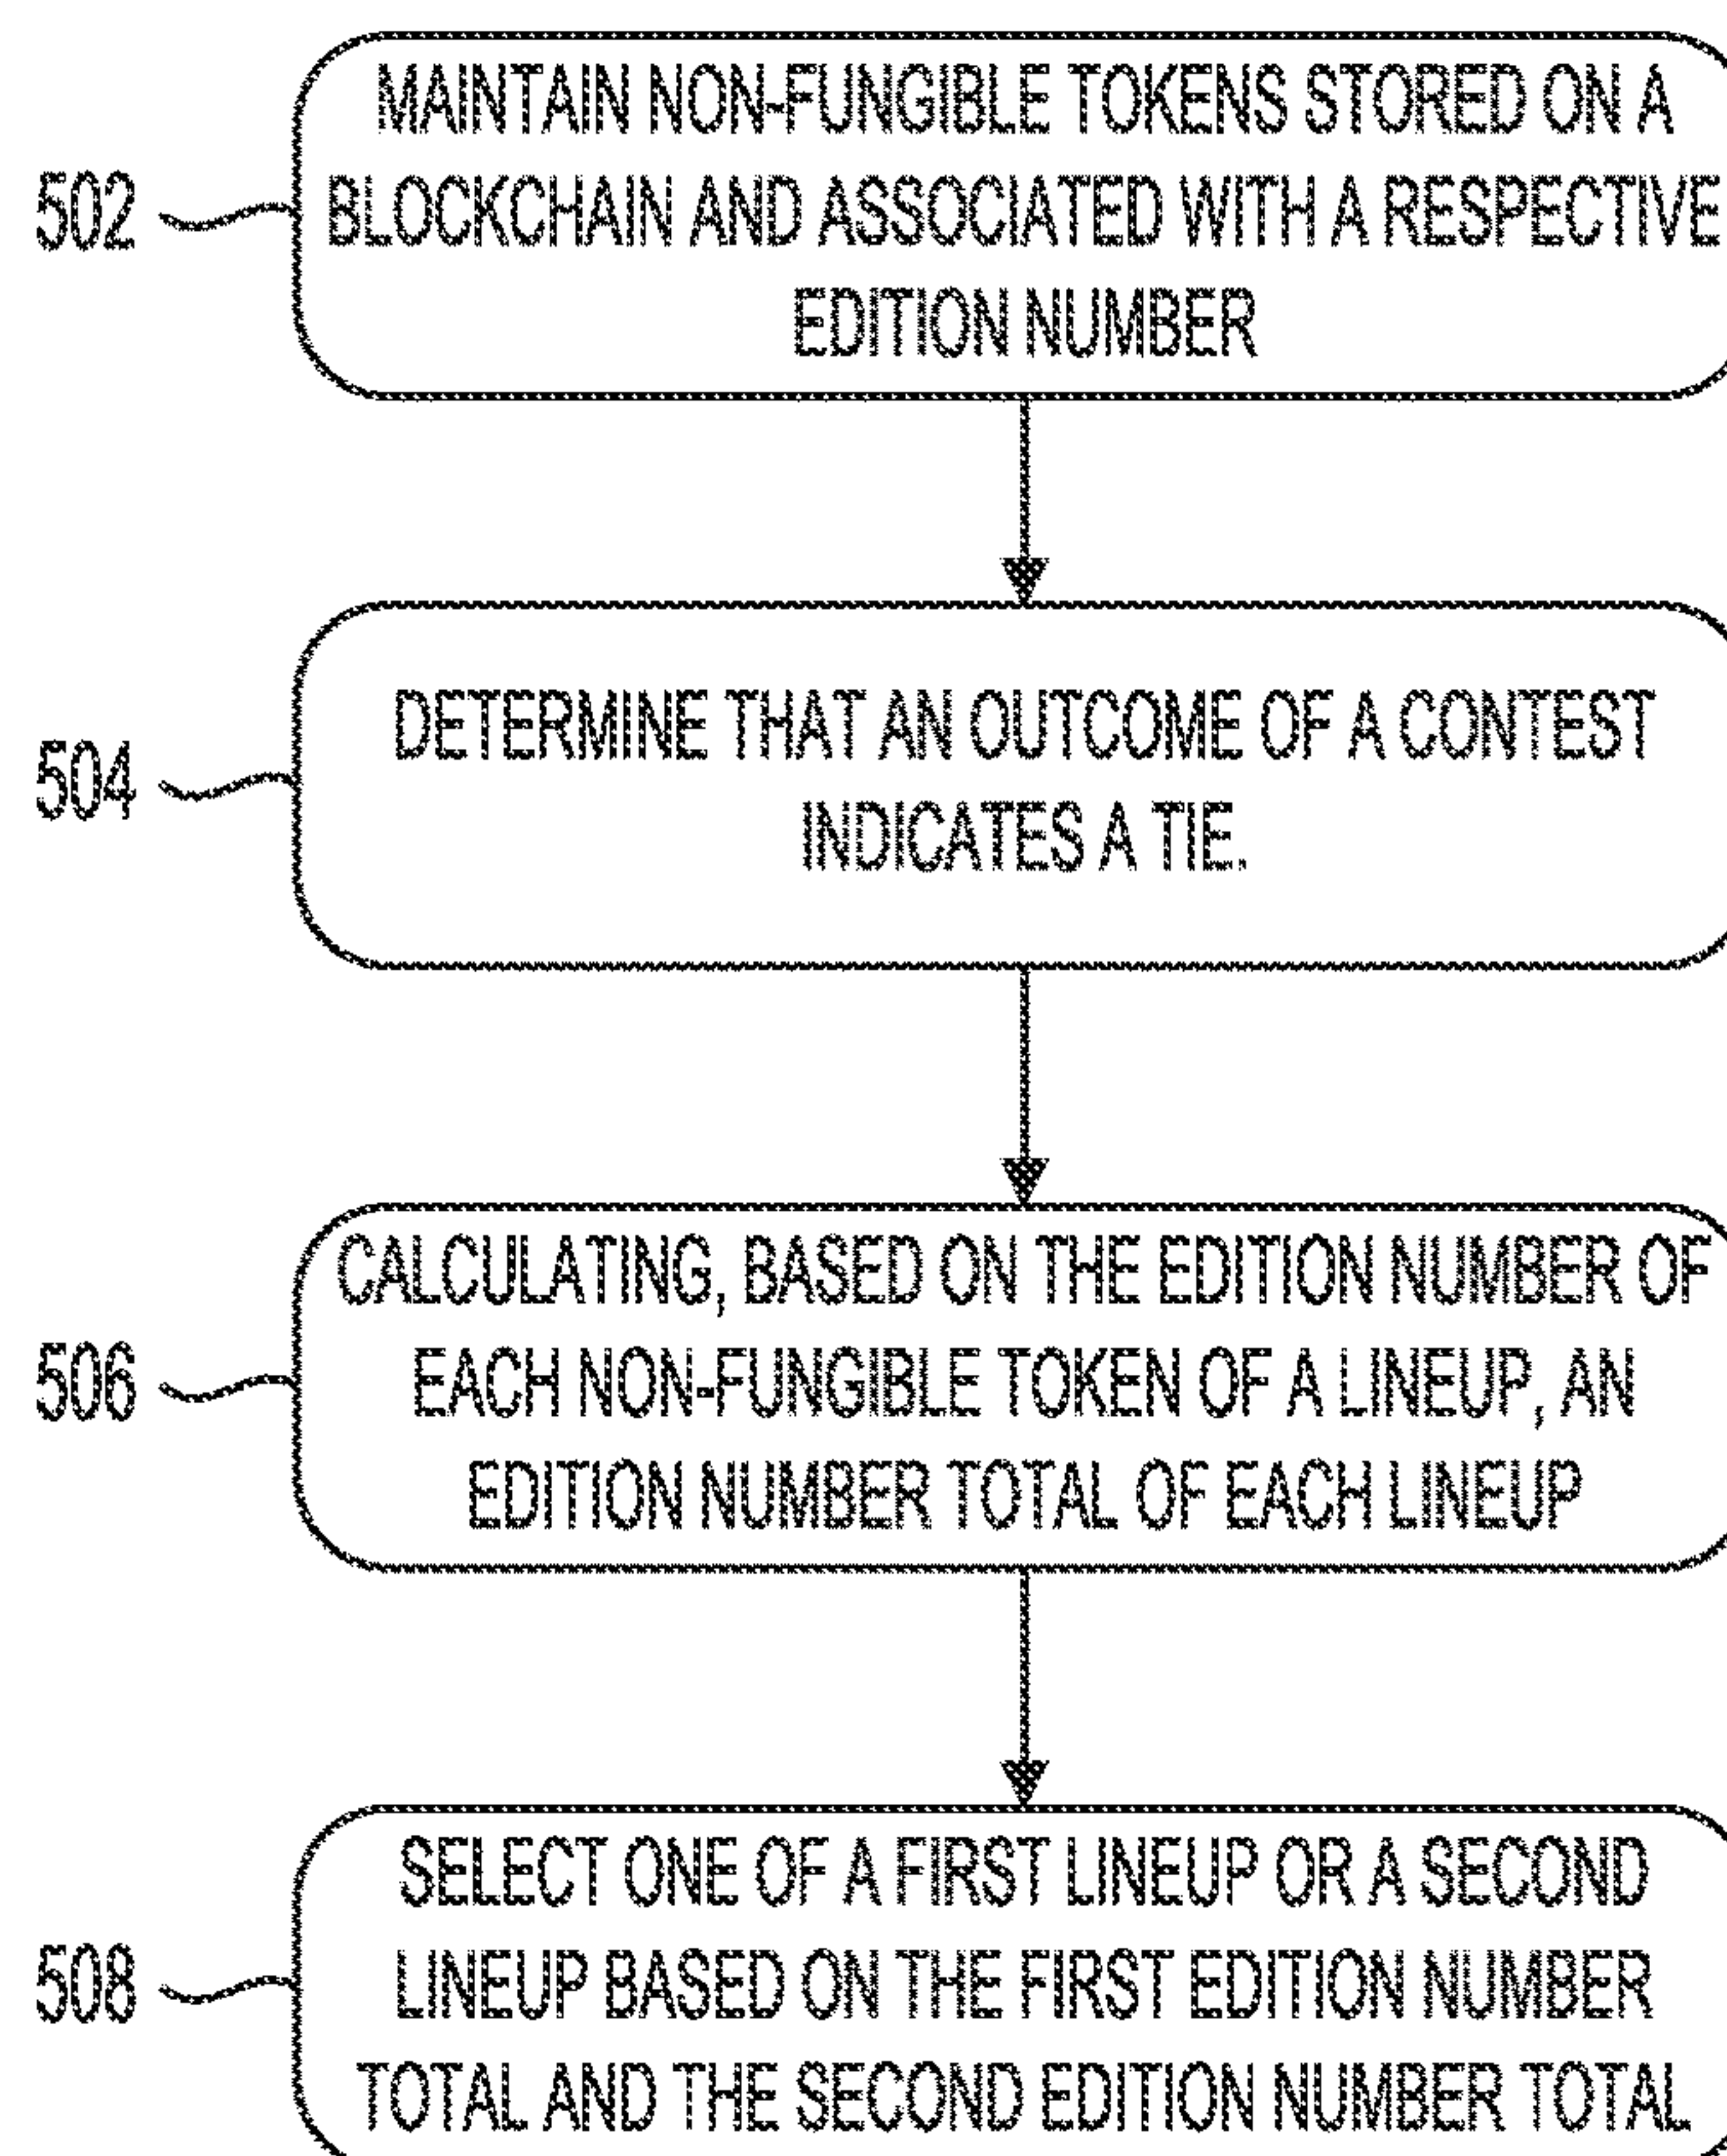 502
MAINTAIN NON-FUNGIBLE TOKENS STORED ON A
BLOCKCHAIN AND ASSOCIATED WITH A RESPECTIVE
EDITION NUMBER
504
DETERMINE THAT AN OUTCOME OF A CONTEST
INDICATES A TIE.
506
CALCULATING, BASED ON THE EDITION NUMBER OF
EACH NON-FUNGIBLE TOKEN OF A LINEUP, AN
EDITION NUMBER TOTAL OF EACH LINEUP
508
SELECT ONE OF A FIRST LINEUP OR A SECOND
LINEUP BASED ON THE FIRST EDITION NUMBER
TOTAL AND THE SECOND EDITION NUMBER TOTAL